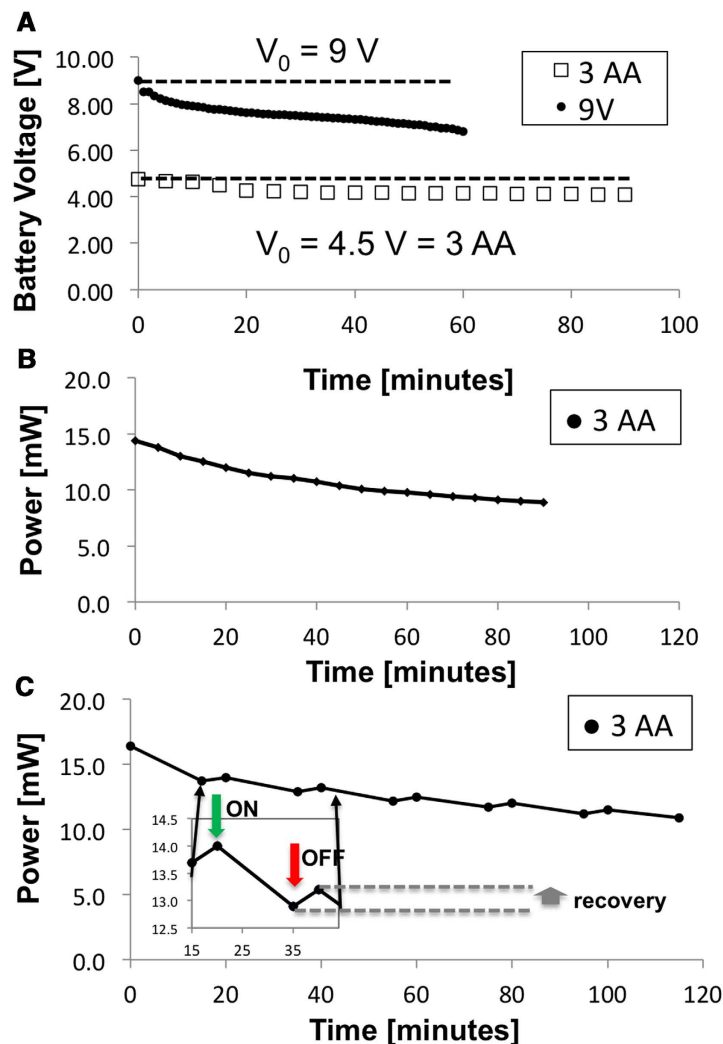 A
V0 = 9 V
Battery Voltage [V]
10.00
8.00
6.00
4.00
2.00
0.00
□ 3 AA
● 9V
V0 = 4.5 V = 3 AA
0 20 40 60 80 100
Time [minutes]
B
Power [mW]
20.0
15.0
10.0
5.0
0.0
● 3 AA
0 20 40 60 80 100 120
Time [minutes]
C
Power [mW]
20.0
15.0
10.0
5.0
0.0
● 3 AA
ON
OFF
14.5
14.0
13.5
13.0
12.5
15 25 35
recovery
0 20 40 60 80 100 120
Time [minutes]